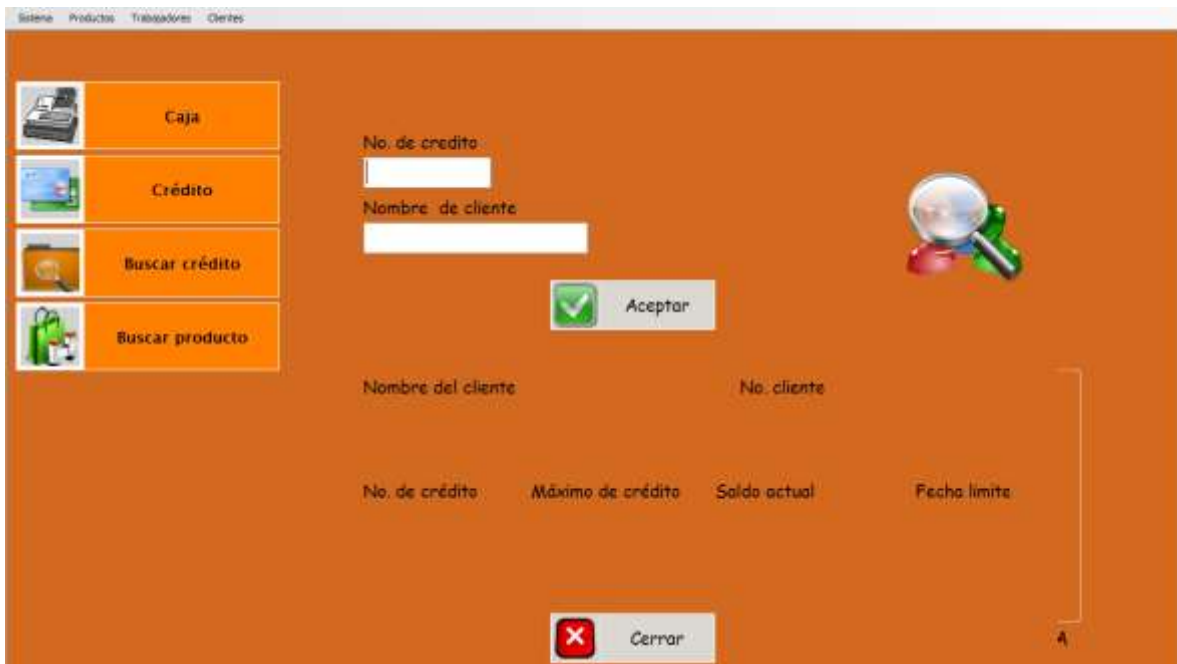 Sistema Productos Trabajadores Clientes
Caja
Crédito
Buscar crédito
Buscar producto
No. de credito
Nombre de cliente
Aceptar
Nombre del cliente No. cliente
No. de crédito Máximo de crédito Saldo actual Fecha limite
Cerrar
A